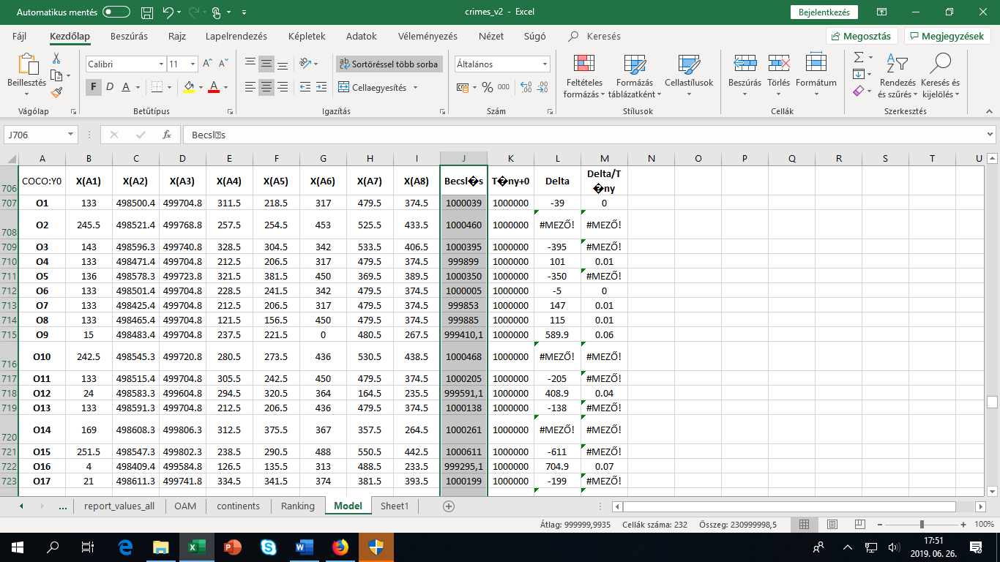 Automatikus mentés
crimes_v2 - Excel
Bejelentkezés
Fájl Kezdőlap Beszúrás Rajz Lapelrendezés Képletek Adatok Véleményezés Nézet Súgó Keresés Megosztás Megjegyzések
Beillesztés
Calibri 11
F D A
Sortöréssel több sorba
Cellaegyesítés
Általános
% 000
Feltételes formázás
Formázás táblázatként
Cellastílusok
Beszúrás Törlés Formátum
Rendezés és szűrés
Keresés és kijelölés
Vágólap Betűtípus Igazítás Szám Stílusok Cellák Szerkesztés
J706 fx Becsl�s
A B C D E F G H I J K L M N O P Q R S T U
706 COCO:Y0 X(A1) X(A2) X(A3) X(A4) X(A5) X(A6) X(A7) X(A8) Becsl�s T�ny+0 Delta Delta/T�ny
707 O1 133 498500.4 499704.8 311.5 218.5 317 479.5 374.5 1000039 1000000 -39 0
708 O2 245.5 498521.4 499768.8 257.5 254.5 453 525.5 433.5 1000460 1000000 #MEZŐ! #MEZŐ!
709 O3 143 498596.3 499740.8 328.5 304.5 342 533.5 406.5 1000395 1000000 -395 #MEZŐ!
710 O4 133 498471.4 499704.8 212.5 206.5 317 479.5 374.5 999899 1000000 101 0.01
711 O5 136 498578.3 499723.8 321.5 381.5 450 369.5 389.5 1000350 1000000 -350 #MEZŐ!
712 O6 133 498501.4 499704.8 228.5 241.5 342 479.5 374.5 1000005 1000000 -5 0
713 O7 133 498425.4 499704.8 212.5 206.5 317 479.5 374.5 999853 1000000 147 0.01
714 O8 133 498465.4 499704.8 121.5 156.5 450 479.5 374.5 999885 1000000 115 0.01
715 O9 15 498483.4 499704.8 237.5 221.5 0 480.5 267.5 999410,1 1000000 589.9 0.06
716 O10 242.5 498545.3 499720.8 280.5 273.5 436 530.5 438.5 1000468 1000000 #MEZŐ! #MEZŐ!
717 O11 133 498515.4 499704.8 305.5 242.5 450 479.5 374.5 1000205 1000000 -205 #MEZŐ!
718 O12 24 498583.3 499604.8 294.5 320.5 364 164.5 235.5 999591,1 1000000 408.9 0.04
719 O13 133 498591.3 499704.8 212.5 206.5 436 479.5 374.5 1000138 1000000 -138 #MEZŐ!
720 O14 169 498608.3 499806.3 312.5 375.5 367 357.5 264.5 1000261 1000000 #MEZŐ! #MEZŐ!
721 O15 251.5 498547.3 499802.3 238.5 290.5 488 550.5 442.5 1000611 1000000 -611 #MEZŐ!
722 O16 4 498409.4 499584.8 126.5 135.5 313 488.5 233.5 999295,1 1000000 704.9 0.07
723 O17 21 498611.3 499741.8 334.5 341.5 374 381.5 393.5 1000199 1000000 -199 #MEZŐ!
... report_values_all OAM continents Ranking Model Sheet1
Átlag: 999999,9935 Cellák száma: 232 Összeg: 230999998,5 100%
17:51
2019. 06. 26.